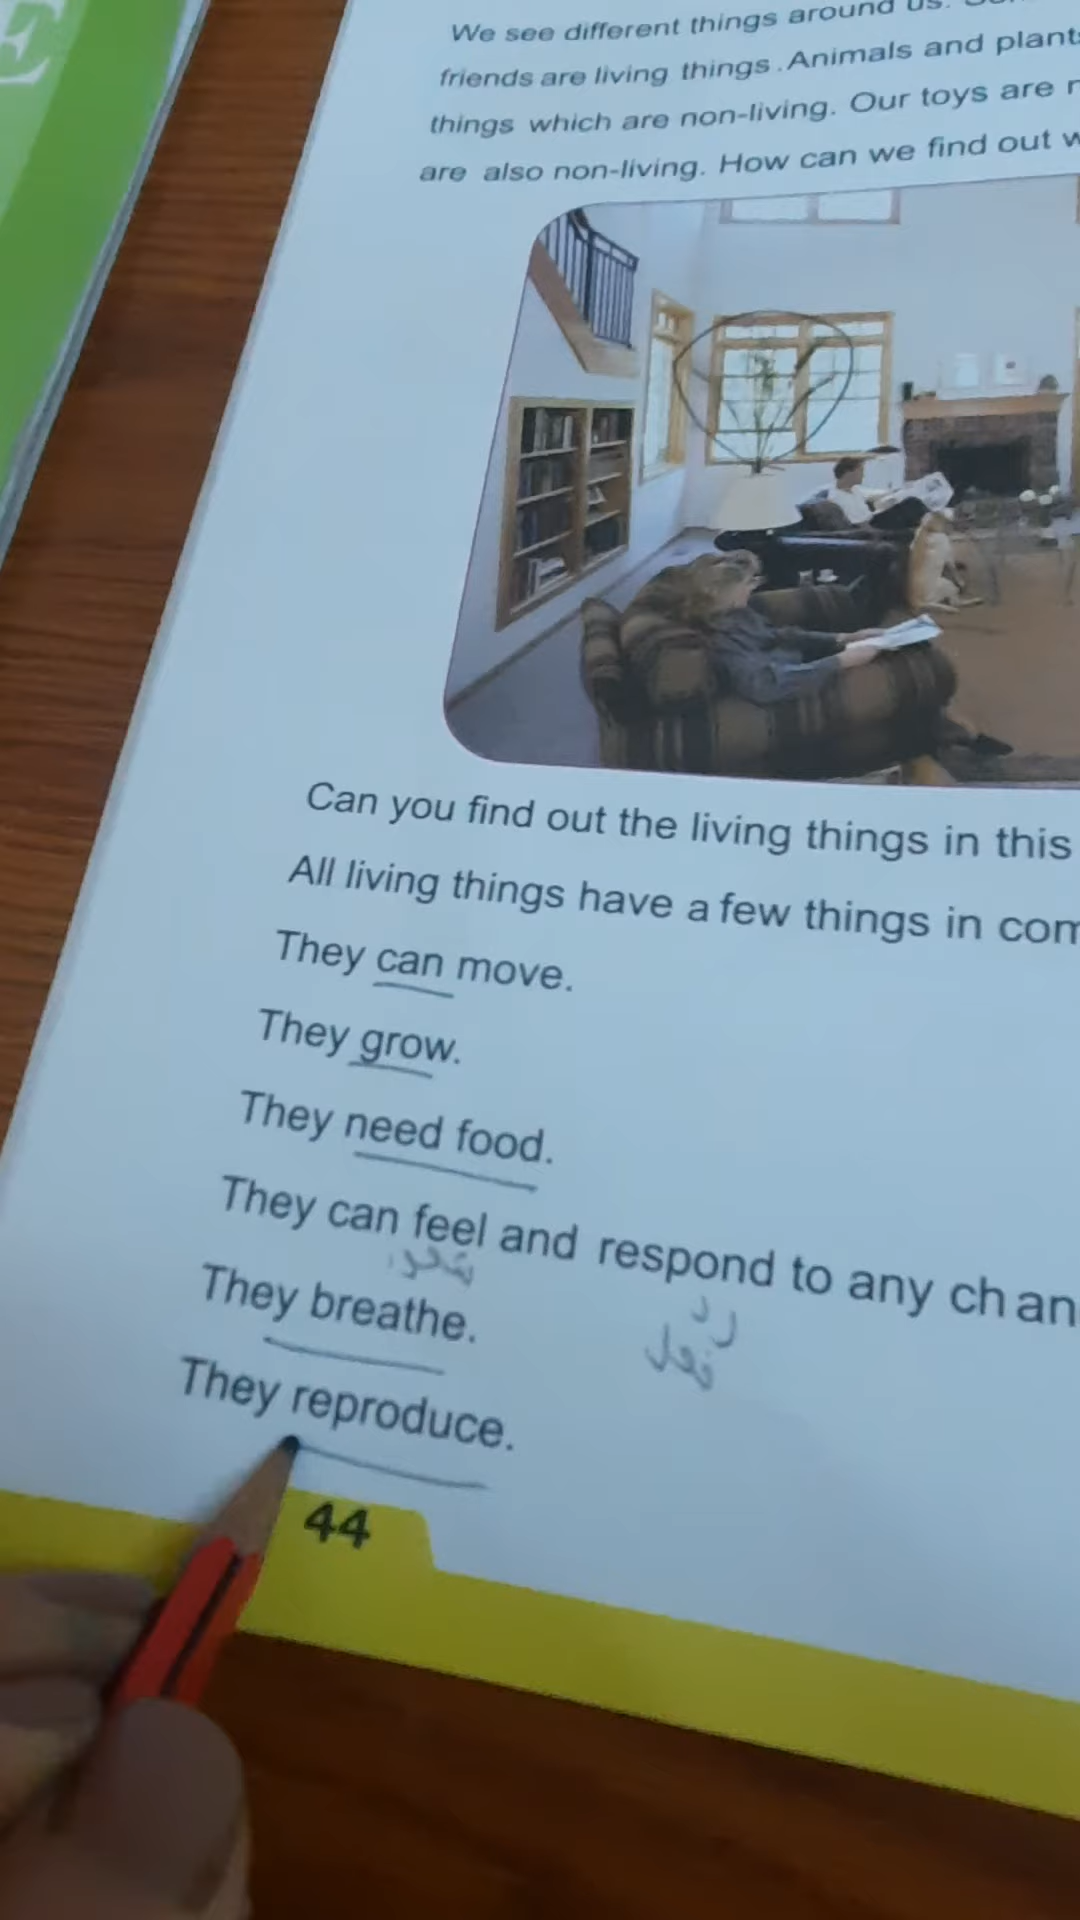 E
We see different things around us.
friends are living things. Animals and plants
things which are non-living. Our toys are
are also non-living. How can we find out
Can you find out the living things in this
All living things have a few things in com
They can move.
They grow.
They need food.
They can feel and respond to any chan
شعور
رد
فعل
They breathe.
They reproduce.
44